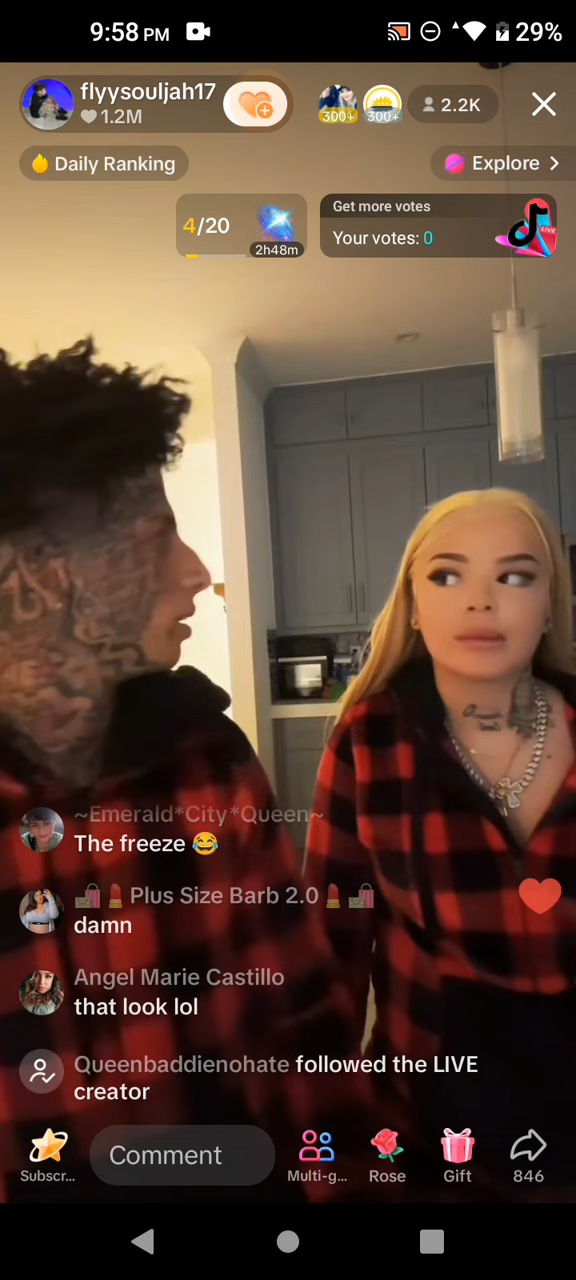 9:58 PM
29%
flyysouljah17
1.2M
300+
300+
2.2K
Daily Ranking
Explore >
4/20
2h48m
Get more votes
Your votes: 0
LIVE
~Emerald*City*Queen~
The freeze 😂
🛍️💄Plus Size Barb 2.0💄🛍️
damn
Angel Marie Castillo
that look lol
Queenbaddienohate followed the LIVE
creator
Subscr...
Comment
Multi-g...
Rose
Gift
846